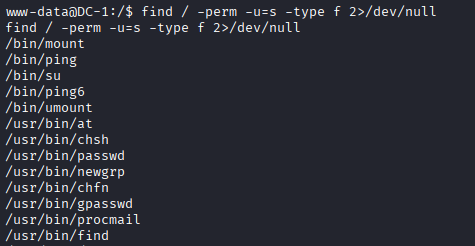 www-data@DC-1:/$ find / -perm -u=s -type f 2>/dev/null
find / -perm -u=s -type f 2>/dev/null
/bin/mount
/bin/ping
/bin/su
/bin/ping6
/bin/umount
/usr/bin/at
/usr/bin/chsh
/usr/bin/passwd
/usr/bin/newgrp
/usr/bin/chfn
/usr/bin/gpasswd
/usr/bin/procmail
/usr/bin/find